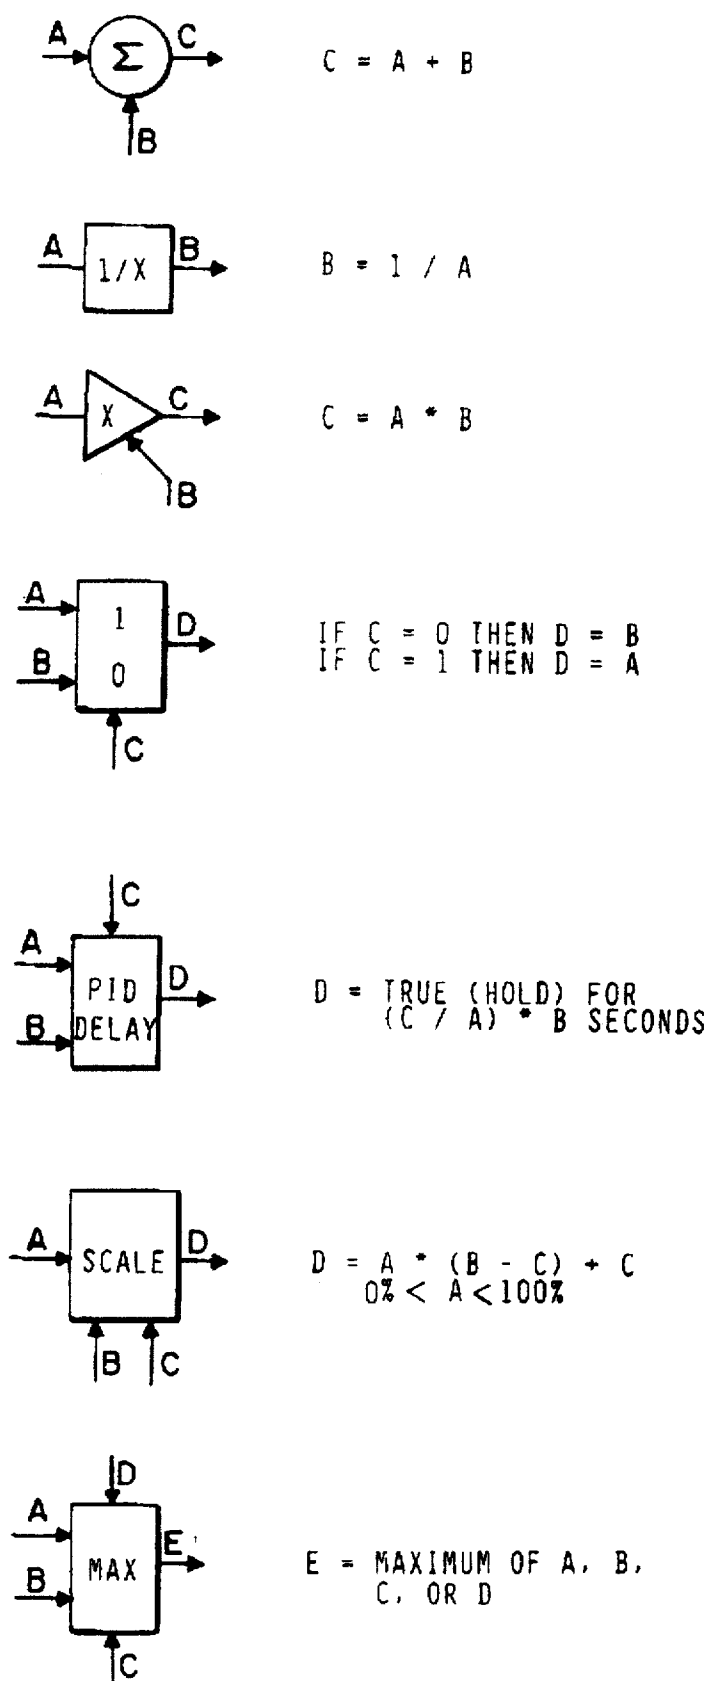 A
Σ
C
B
C = A + B
A
1/X
B
B = 1 / A
A
X
C
B
C = A * B
A
1
D
B
0
C
IF C = 0 THEN D = B
IF C = 1 THEN D = A
C
A
PID
D
B
DELAY
D = TRUE (HOLD) FOR
(C / A) * B SECONDS
A
SCALE
D
B
C
D = A * (B - C) + C
0% < A < 100%
D
A
E
B
MAX
C
E = MAXIMUM OF A, B,
C, OR D